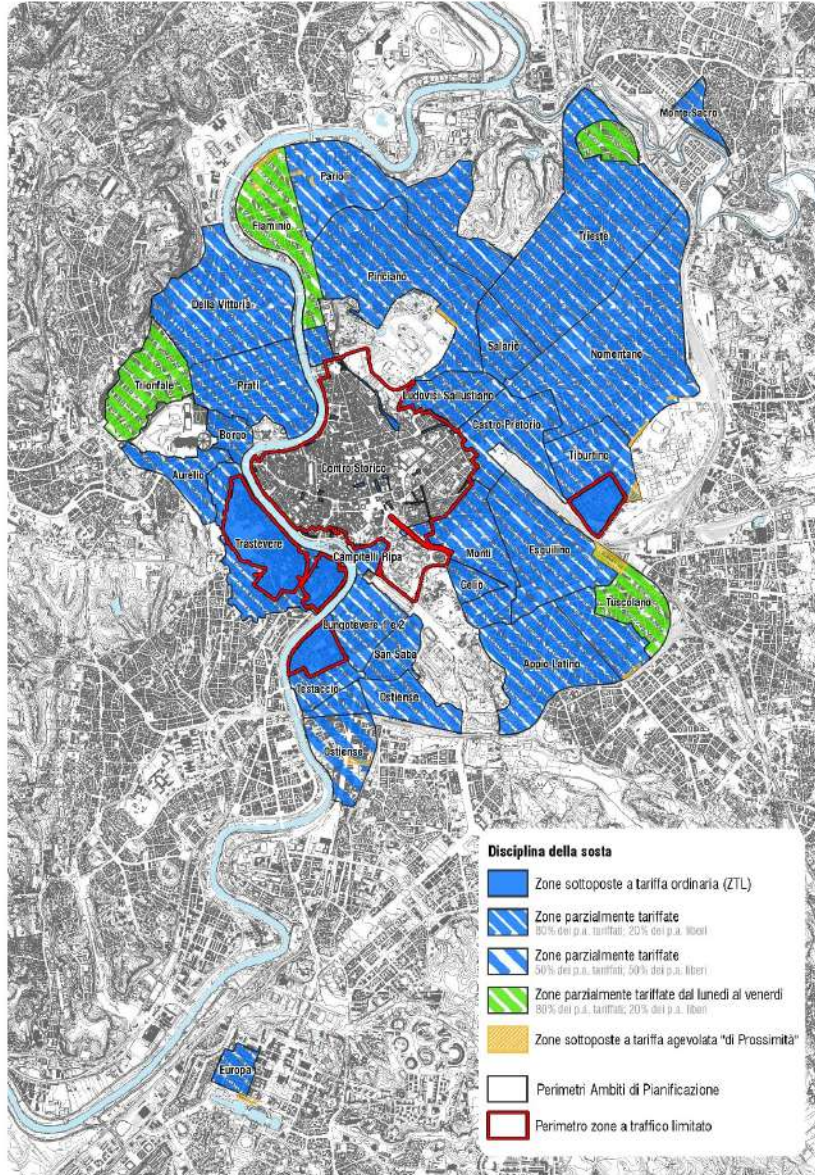 Monte Sacro
Parioli
Flaminio
Trieste
Pinciano
Della Vittoria
Salario
Nomentano
Trionfale
Prati
Ludovisi Sallustiano
Castro Pretorio
Borgo
Tiburtino
Centro Storico
Aurelio
Trastevere
Campitelli Ripa
Monti
Esquilino
Celio
Tuscolano
Lungotevere 1 e 2
San Saba
Appio Latino
Testaccio
Ostiense
Ostiense
Europa
Disciplina della sosta
Zone sottoposte a tariffa ordinaria (ZTL)
Zone parzialmente tariffate
80% dei p.a. tariffati; 20% dei p.a. liberi
Zone parzialmente tariffate
50% dei p.a. tariffati; 50% dei p.a. liberi
Zone parzialmente tariffate dal lunedì al venerdì
80% dei p.a. tariffati; 20% dei p.a. liberi
Zone sottoposte a tariffa agevolata "di Prossimità"
Perimetri Ambiti di Pianificazione
Perimetro zone a traffico limitato